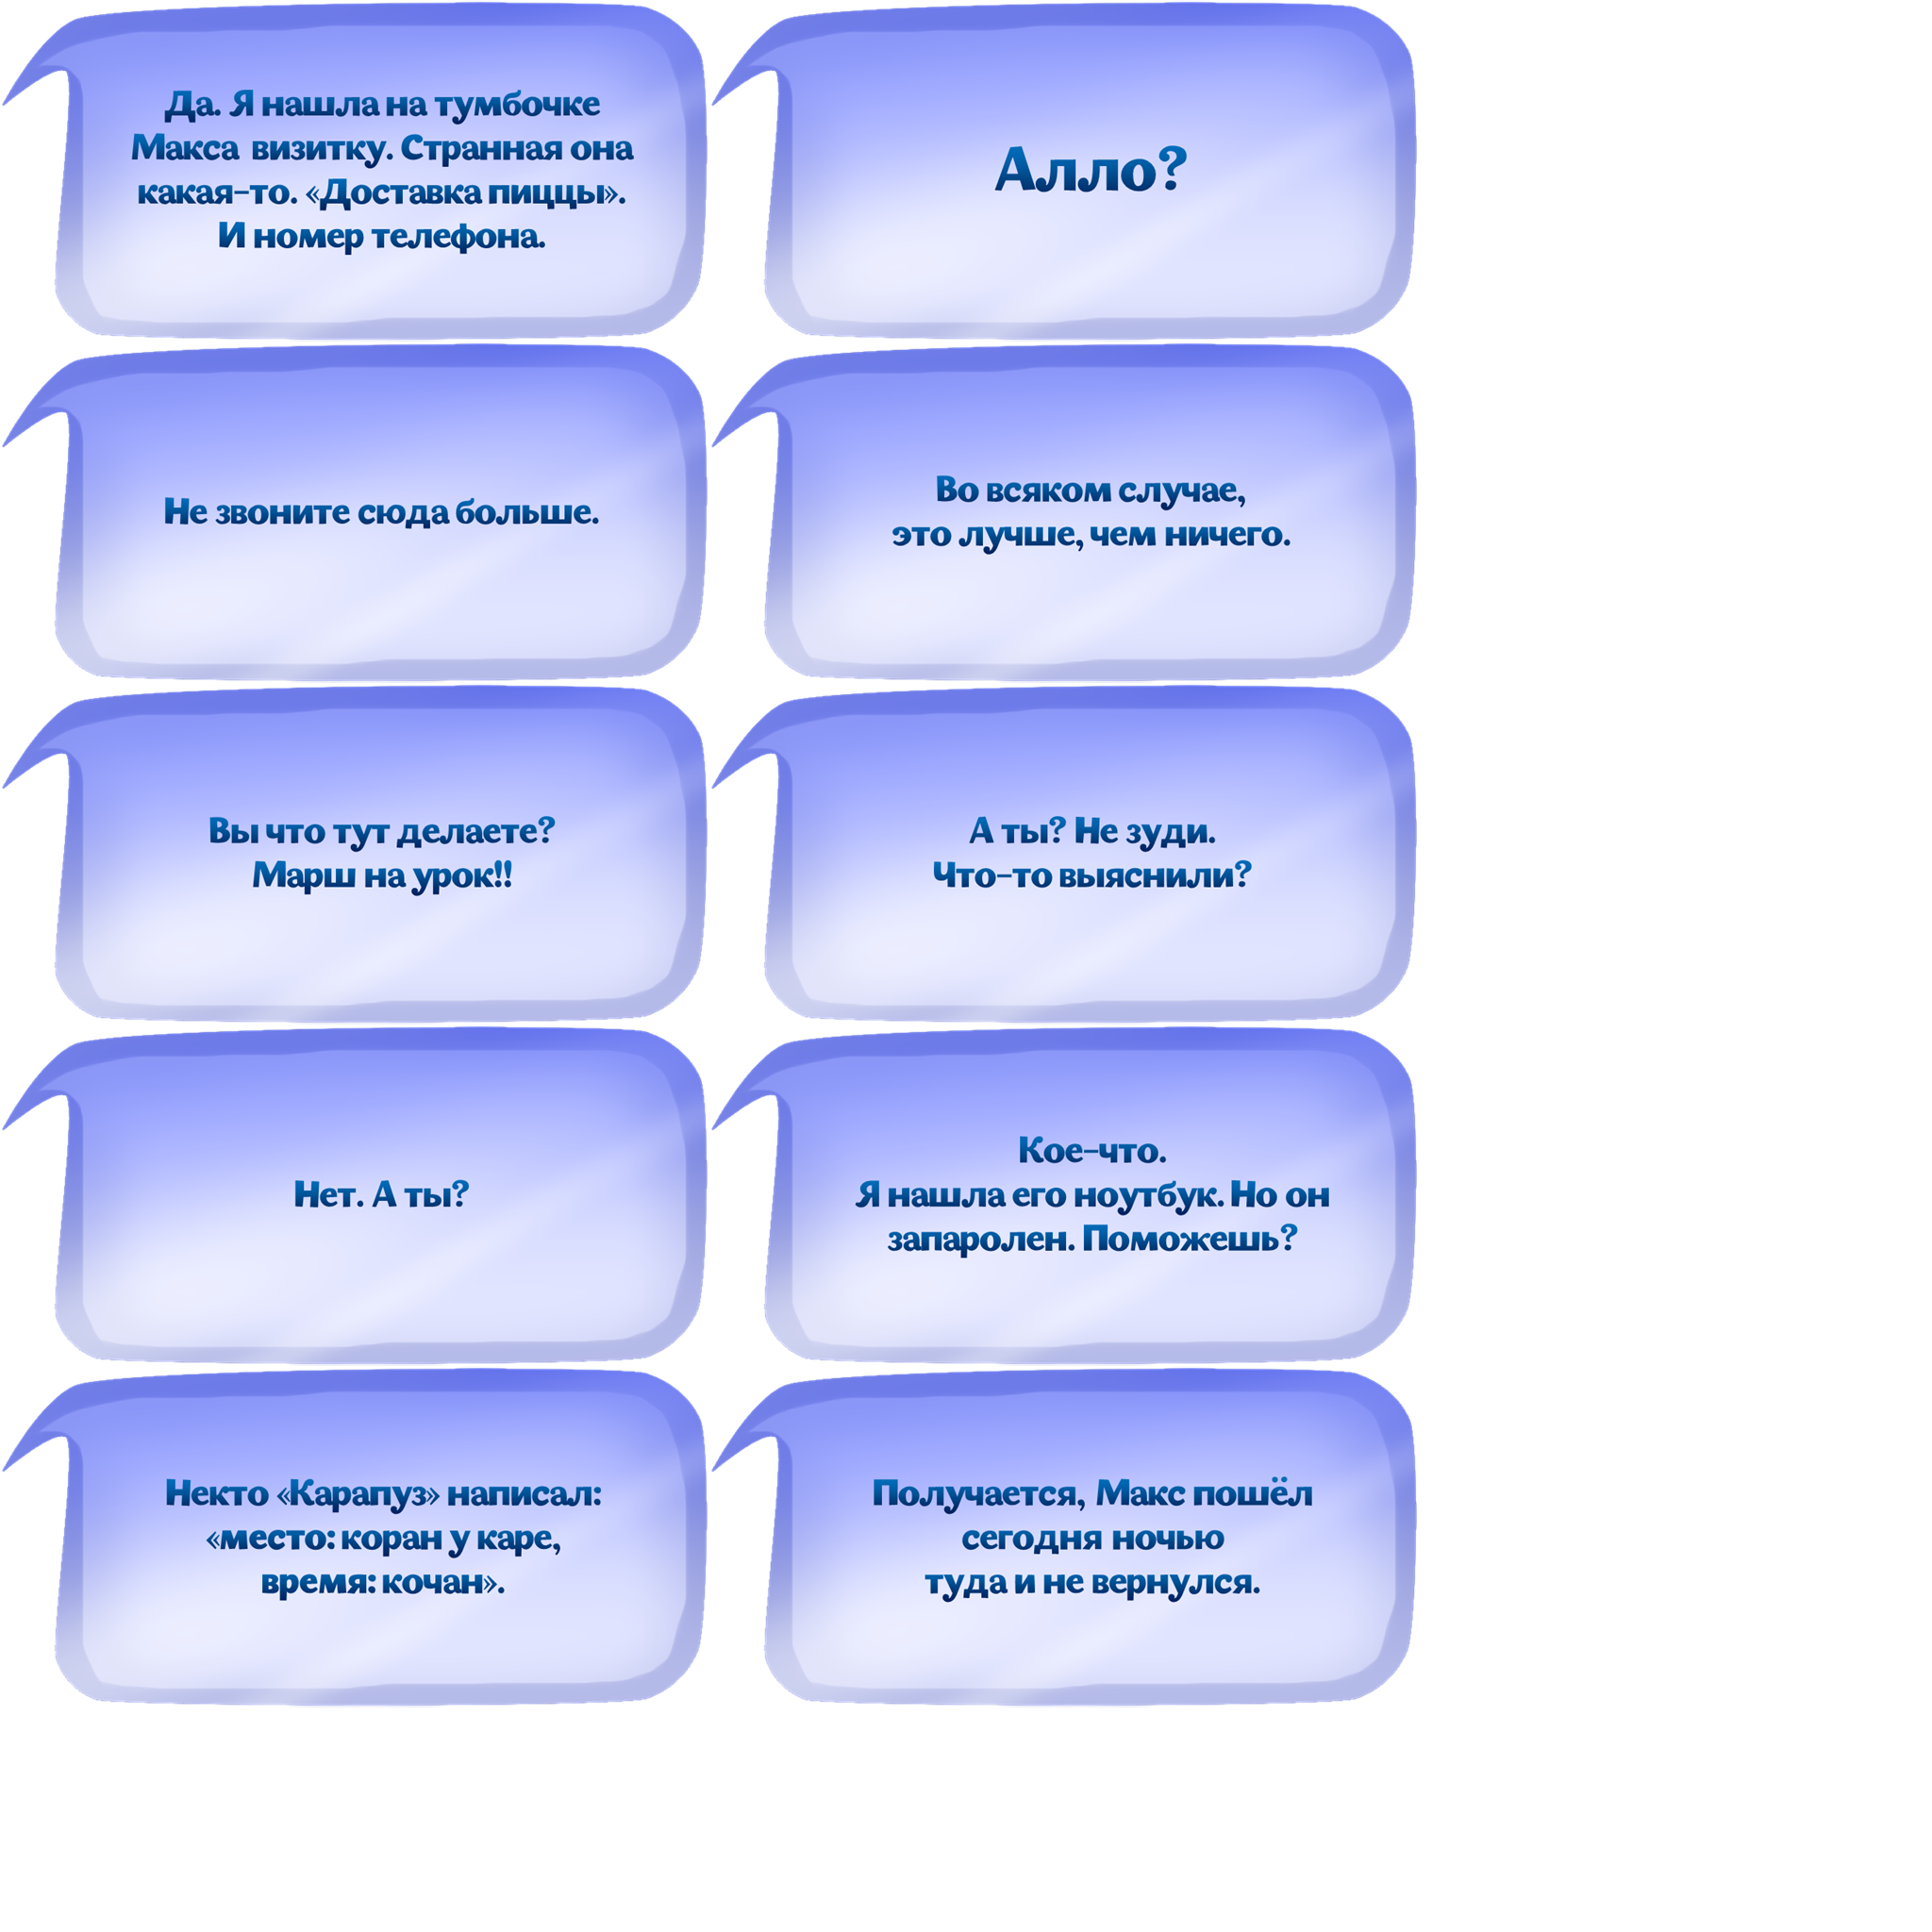 Да. Я нашла на тумбочке
Макса визитку. Странная она
какая-то. «Доставка пиццы».
И номер телефона.
Алло?
Не звоните сюда больше.
Во всяком случае,
это лучше, чем ничего.
Вы что тут делаете?
Марш на урок!!
А ты? Не зуди.
Что-то выяснили?
Нет. А ты?
Кое-что.
Я нашла его ноутбук. Но он
запаролен. Поможешь?
Некто «Карапуз» написал:
«место: коран у каре,
время: кочан».
Получается, Макс пошёл
сегодня ночью
туда и не вернулся.